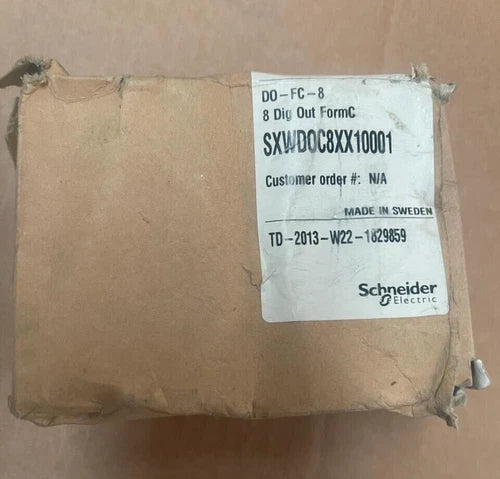 DO-FC-8
8 Dig Out FormC
SXWDOC8XX10001
Customer order #: N/A
MADE IN SWEDEN
TD-2013-W22-1829859
Schneider
Electric